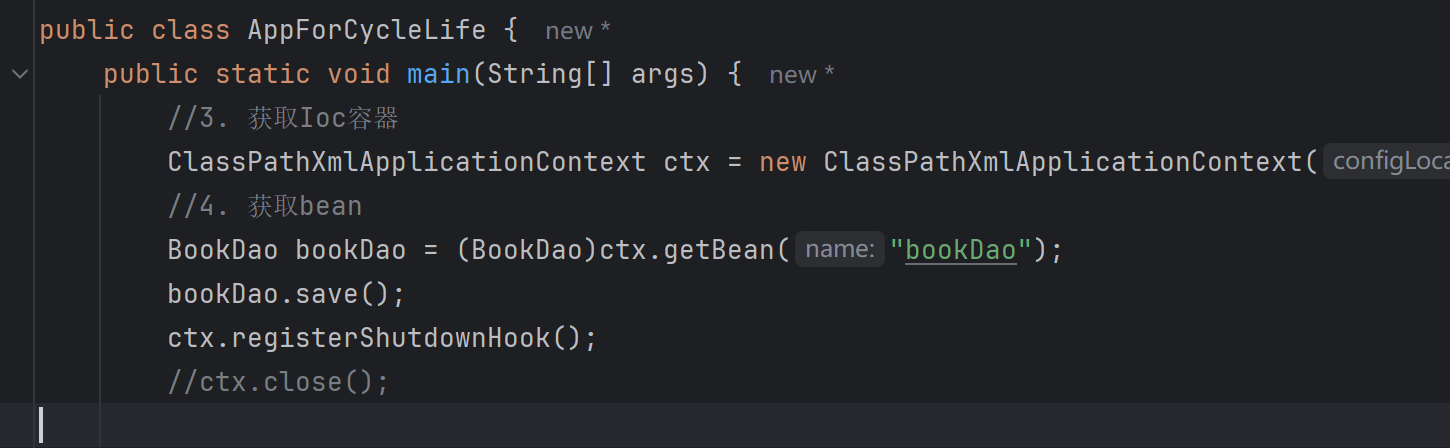 public class AppForCycleLife { new *
public static void main(String[] args) { new *
//3. 获取Ioc容器
ClassPathXmlApplicationContext ctx = new ClassPathXmlApplicationContext(
//4. 获取bean
BookDao bookDao = (BookDao)ctx.getBean( name: "bookDao");
bookDao.save();
ctx.registerShutdownHook();
//ctx.close();